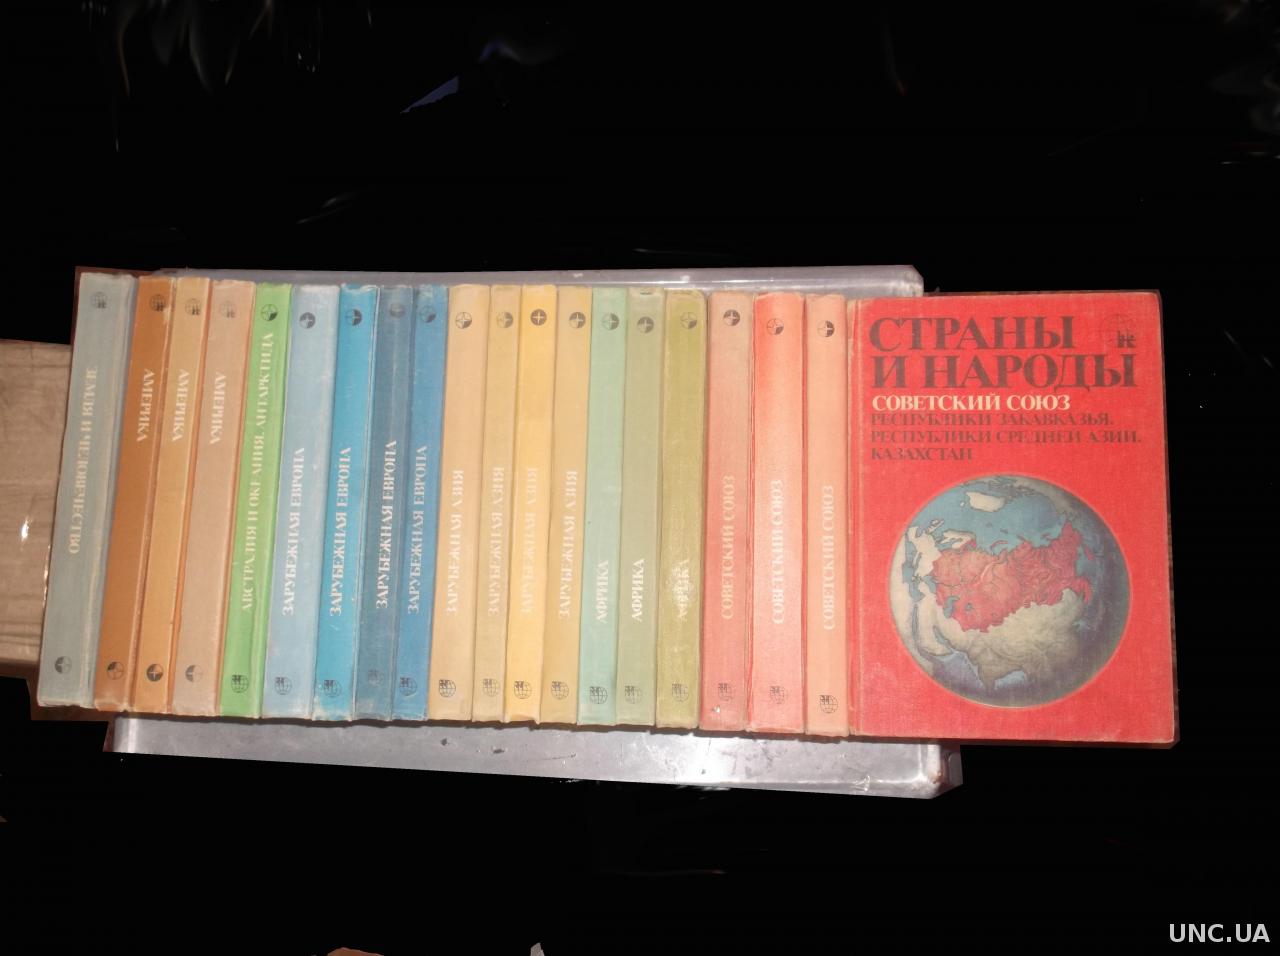 ЗЕМЛЯ И ЧЕЛОВЕЧЕСТВО
АМЕРИКА
АМЕРИКА
АМЕРИКА
АВСТРАЛИЯ И ОКЕАНИЯ. АНТАРКТИДА
ЗАРУБЕЖНАЯ ЕВРОПА
ЗАРУБЕЖНАЯ ЕВРОПА
ЗАРУБЕЖНАЯ ЕВРОПА
ЗАРУБЕЖНАЯ ЕВРОПА
ЗАРУБЕЖНАЯ АЗИЯ
ЗАРУБЕЖНАЯ АЗИЯ
ЗАРУБЕЖНАЯ АЗИЯ
ЗАРУБЕЖНАЯ АЗИЯ
АФРИКА
АФРИКА
АФРИКА
СОВЕТСКИЙ СОЮЗ
СОВЕТСКИЙ СОЮЗ
СОВЕТСКИЙ СОЮЗ
СТРАНЫ
И НАРОДЫ
СОВЕТСКИЙ СОЮЗ
РЕСПУБЛИКИ ЗАКАВКАЗЬЯ.
РЕСПУБЛИКИ СРЕДНЕЙ АЗИИ.
КАЗАХСТАН
UNC.UA